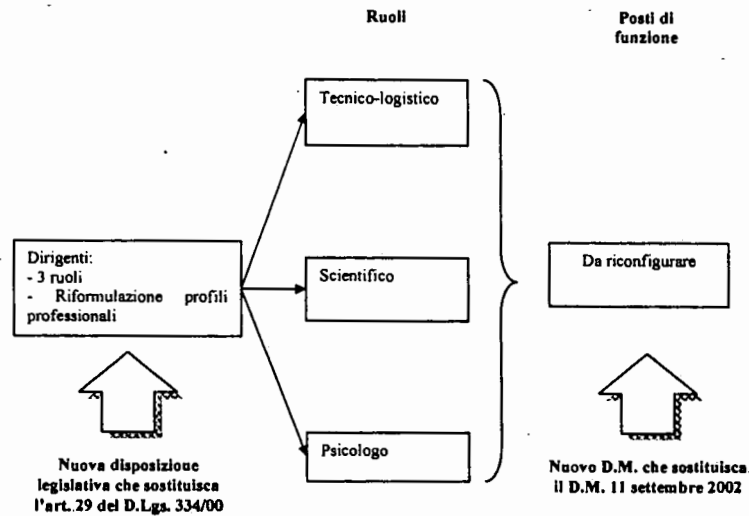 Ruoli
Posti di
funzione
Tecnico-logistico
Dirigenti:
- 3 ruoli
- Riformulazione profili
professionali
Scientifico
Da riconfigurare
Psicologo
Nuova disposizione
legislativa che sostituisca
l'art. 29 del D.Lgs. 334/00
Nuovo D.M. che sostituisca
il D.M. 11 settembre 2002